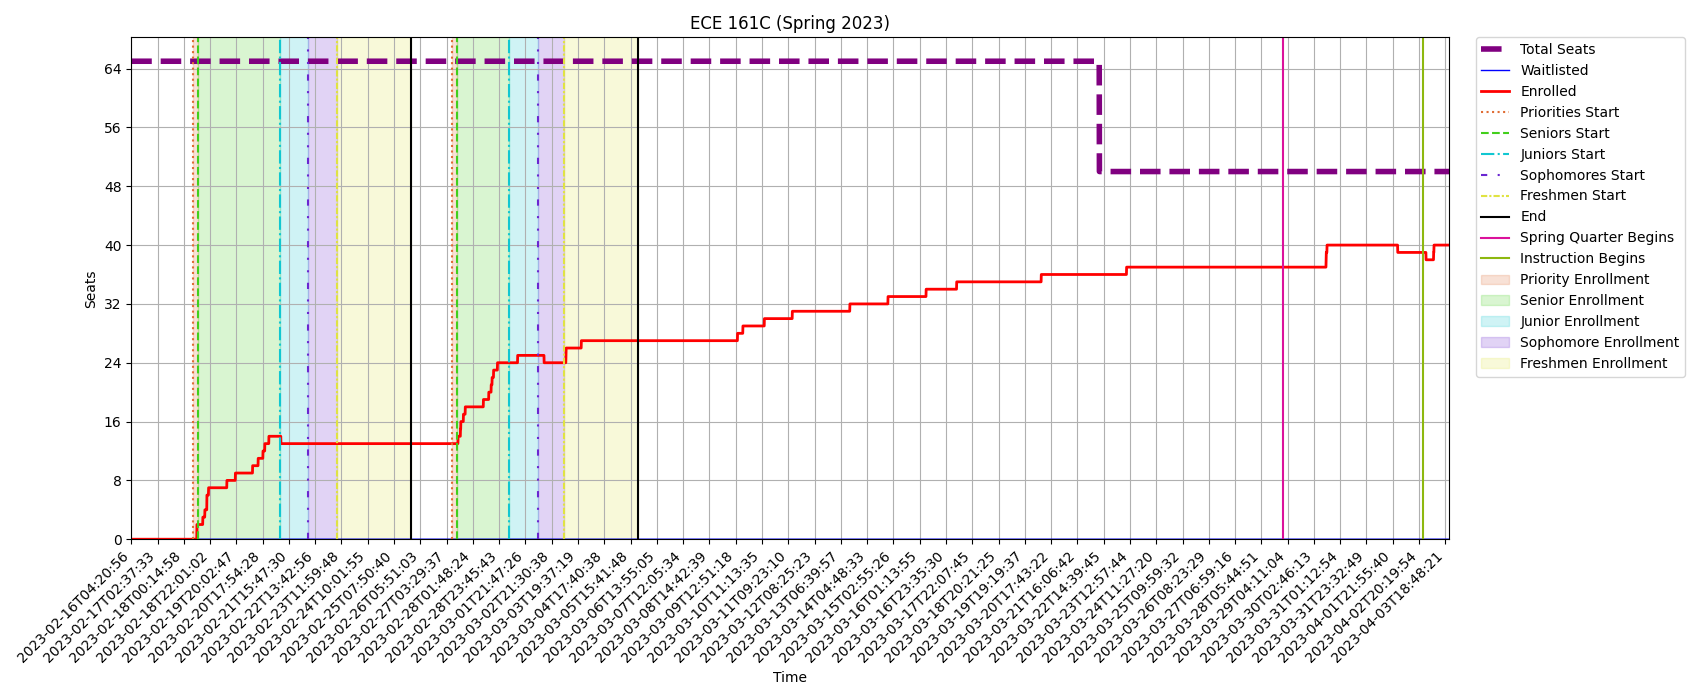 ECE 161C (Spring 2023)
Seats
64
56
48
40
32
24
16
8
0
2023-02-16T04:20:56
2023-02-17T02:37:33
2023-02-18T00:14:58
2023-02-18T22:01:02
2023-02-19T20:02:47
2023-02-20T17:54:28
2023-02-21T15:47:30
2023-02-22T13:42:56
2023-02-23T11:59:48
2023-02-24T10:01:55
2023-02-25T07:50:40
2023-02-26T05:51:03
2023-02-27T03:29:37
2023-02-28T01:48:24
2023-02-28T23:45:43
2023-03-01T21:47:26
2023-03-02T21:30:38
2023-03-03T19:37:19
2023-03-04T17:40:38
2023-03-05T15:41:48
2023-03-06T13:55:05
2023-03-07T12:05:34
2023-03-08T14:42:39
2023-03-09T12:51:18
2023-03-10T11:13:35
2023-03-11T09:23:10
2023-03-12T08:25:23
2023-03-13T06:39:57
2023-03-14T04:48:33
2023-03-15T02:55:26
2023-03-16T01:13:55
2023-03-16T23:35:30
2023-03-17T22:07:45
2023-03-18T20:21:25
2023-03-19T19:19:37
2023-03-20T17:43:22
2023-03-21T16:06:42
2023-03-22T14:39:45
2023-03-23T12:57:44
2023-03-24T11:27:20
2023-03-25T09:59:32
2023-03-26T08:23:29
2023-03-27T06:59:16
2023-03-28T05:44:51
2023-03-29T04:11:04
2023-03-30T02:46:13
2023-03-31T01:12:54
2023-03-31T23:32:49
2023-04-01T21:55:40
2023-04-02T20:19:54
2023-04-03T18:48:21
Time
Total Seats
Waitlisted
Enrolled
Priorities Start
Seniors Start
Juniors Start
Sophomores Start
Freshmen Start
End
Spring Quarter Begins
Instruction Begins
Priority Enrollment
Senior Enrollment
Junior Enrollment
Sophomore Enrollment
Freshmen Enrollment